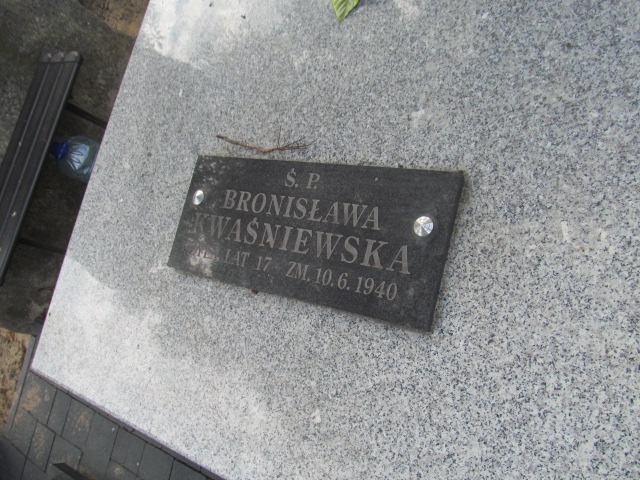 Ś. P.
BRONISŁAWA
KWAŚNIEWSKA
LAT 17 ZM. 10.6.1940